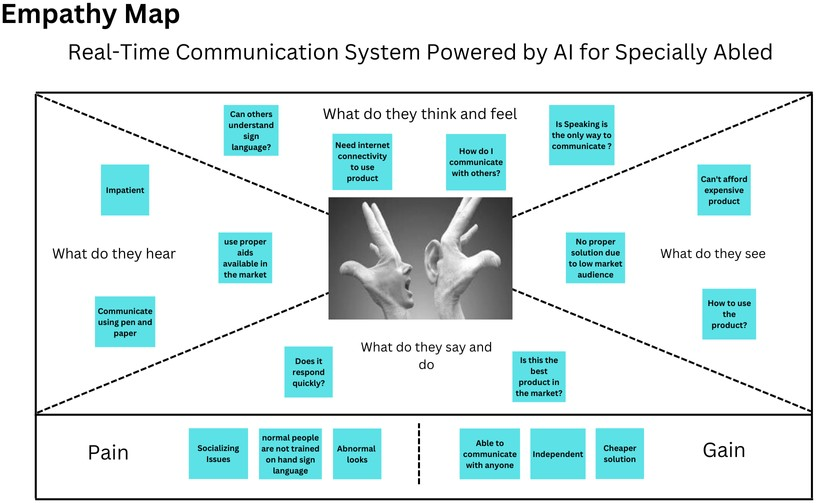 Empathy Map
Real-Time Communication System Powered by AI for Specially Abled
What do they think and feel
Can others
understand
sign
language?
Need internet
connectivity
to use
product
How do I
communicate
with others?
Is Speaking is
the only way to
communicate ?
Impatient
What do they hear
use proper
aids
available in
the market
Communicate
using pen and
paper
Can't afford
expensive
product
No proper
solution due
to low market
audience
What do they see
How to use
the
product?
What do they say and
do
Does it
respond
quickly?
Is this the
best
product in
the market?
Pain
Socializing
Issues
normal people
are not trained
on hand sign
language
Abnormal
looks
Able to
communicate
with anyone
Independent
Cheaper
solution
Gain